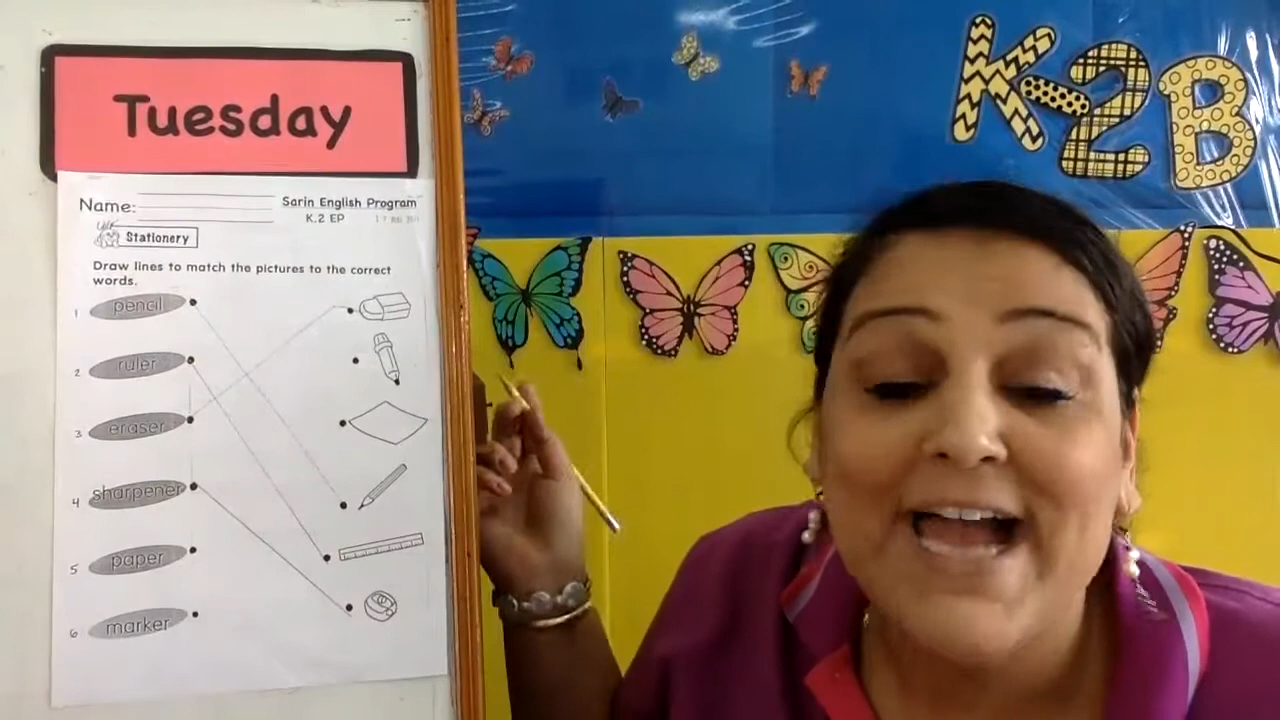 K-2B
Tuesday
Name:
Sarin English Program
K.2 EP
Stationery
Draw lines to match the pictures to the correct
words.
1 pencil
2 ruler
3 eraser
4 sharpener
5 paper
6 marker